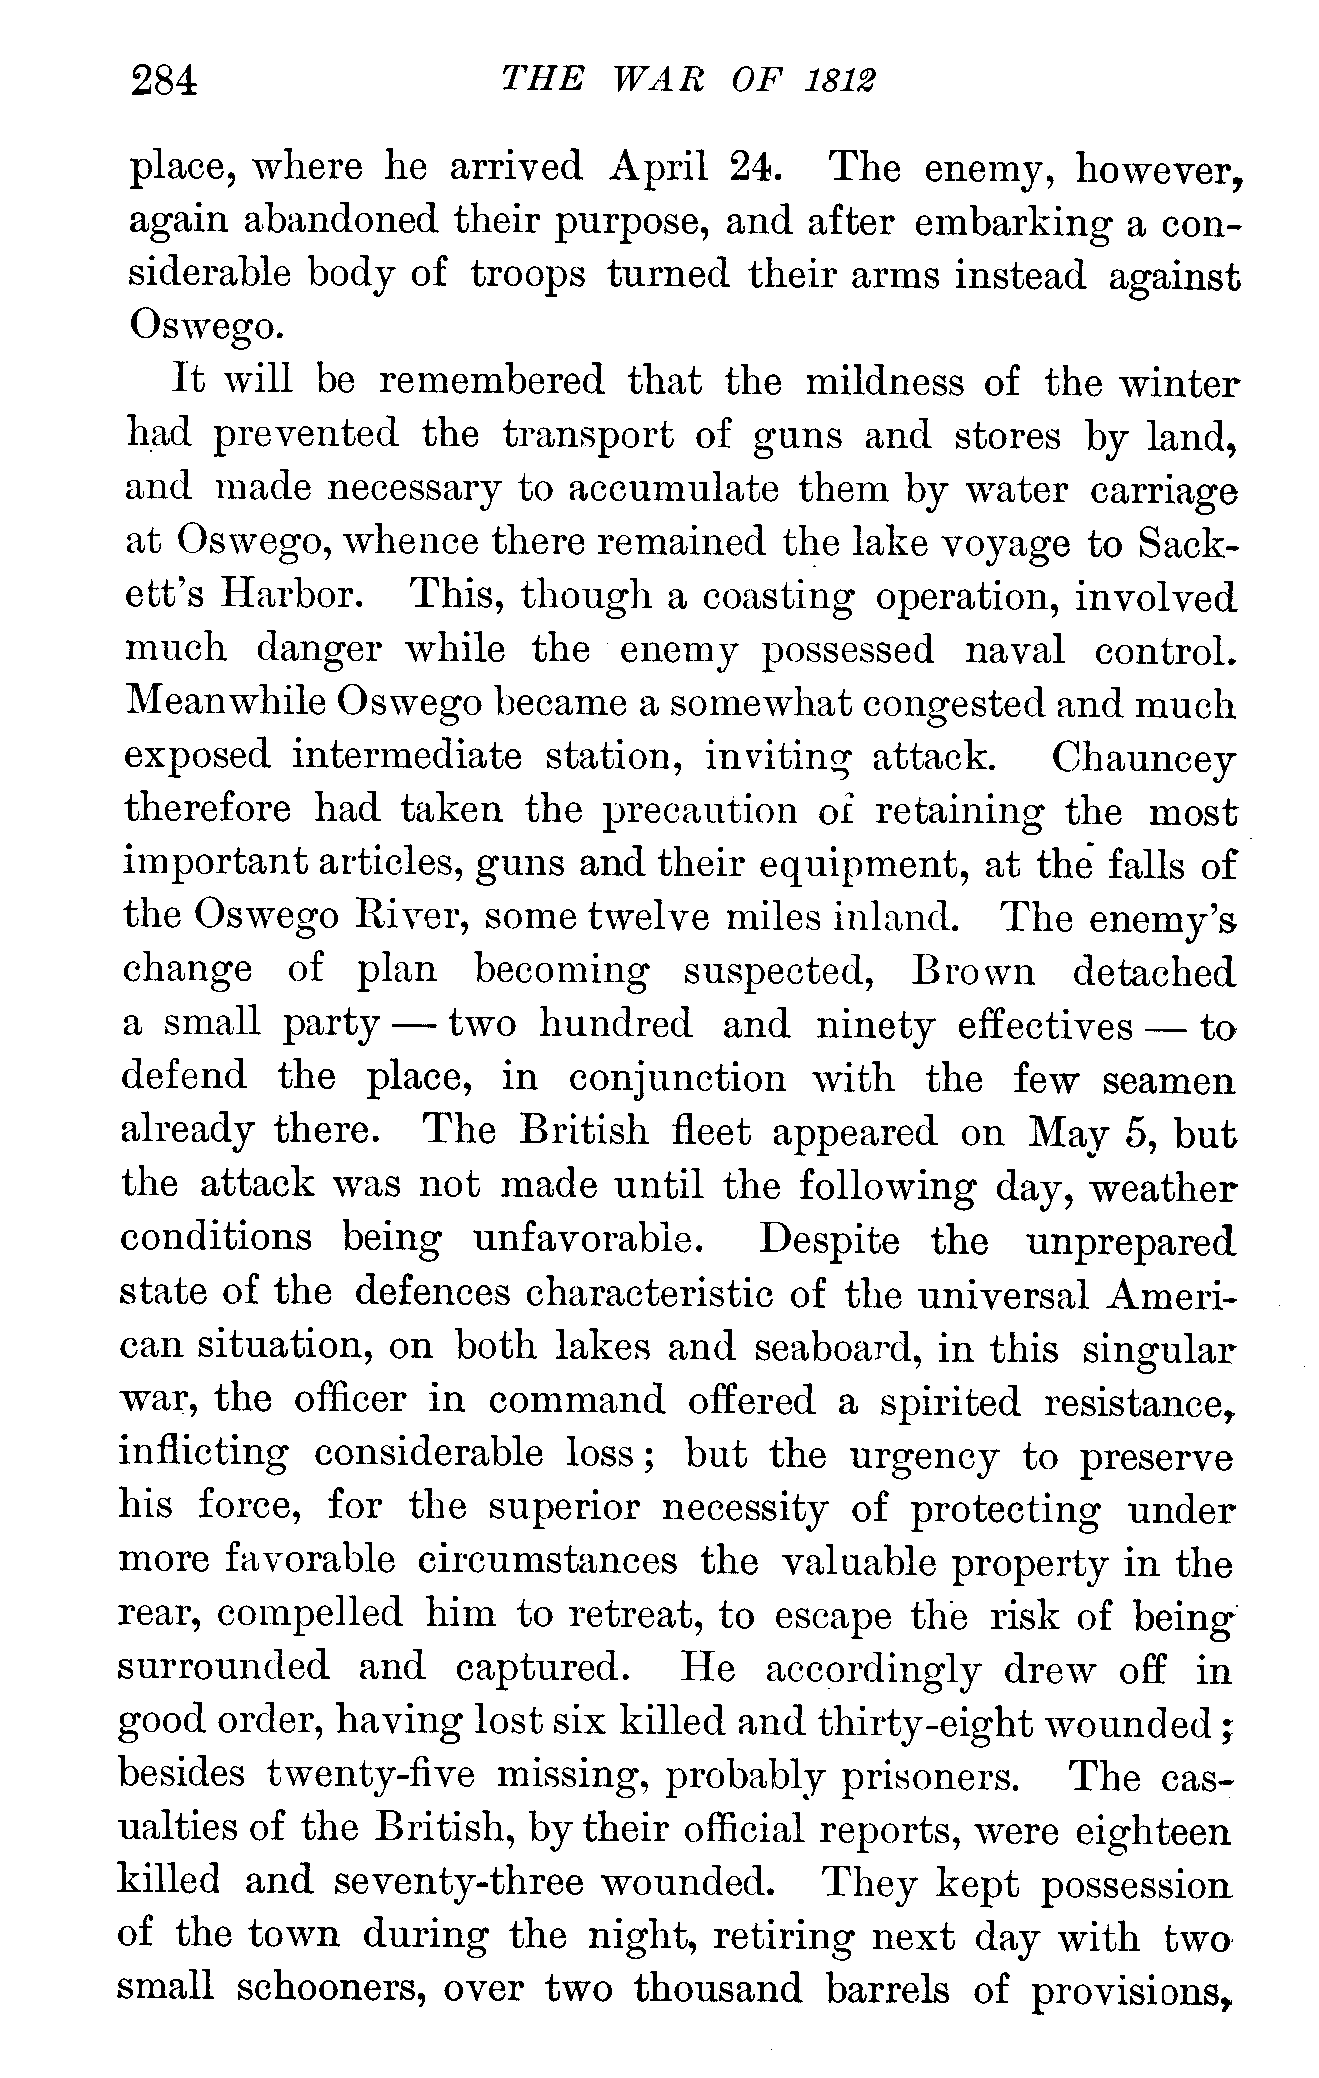 284 THE WAR OF 1812
place, where he arrived April 24. The enemy, however,
again abandoned their purpose, and after embarking a con-
siderable body of troops turned their arms instead against
Oswego.
It will be remembered that the mildness of the winter
had prevented the transport of guns and stores by land,
and made necessary to accumulate them by water carriage
at Oswego, whence there remained the lake voyage to Sack-
ett's Harbor. This, though a coasting operation, involved
much danger while the enemy possessed naval control.
Meanwhile Oswego became a somewhat congested and much
exposed intermediate station, inviting attack. Chauncey
therefore had taken the precaution of retaining the most
important articles, guns and their equipment, at the falls of
the Oswego River, some twelve miles inland. The enemy's
change of plan becoming suspected, Brown detached
a small party — two hundred and ninety effectives — to
defend the place, in conjunction with the few seamen
already there. The British fleet appeared on May 5, but
the attack was not made until the following day, weather
conditions being unfavorable. Despite the unprepared
state of the defences characteristic of the universal Ameri-
can situation, on both lakes and seaboard, in this singular
war, the officer in command offered a spirited resistance,
inflicting considerable loss; but the urgency to preserve
his force, for the superior necessity of protecting under
more favorable circumstances the valuable property in the
rear, compelled him to retreat, to escape the risk of being
surrounded and captured. He accordingly drew off in
good order, having lost six killed and thirty-eight wounded;
besides twenty-five missing, probably prisoners. The cas-
ualties of the British, by their official reports, were eighteen
killed and seventy-three wounded. They kept possession
of the town during the night, retiring next day with two
small schooners, over two thousand barrels of provisions,